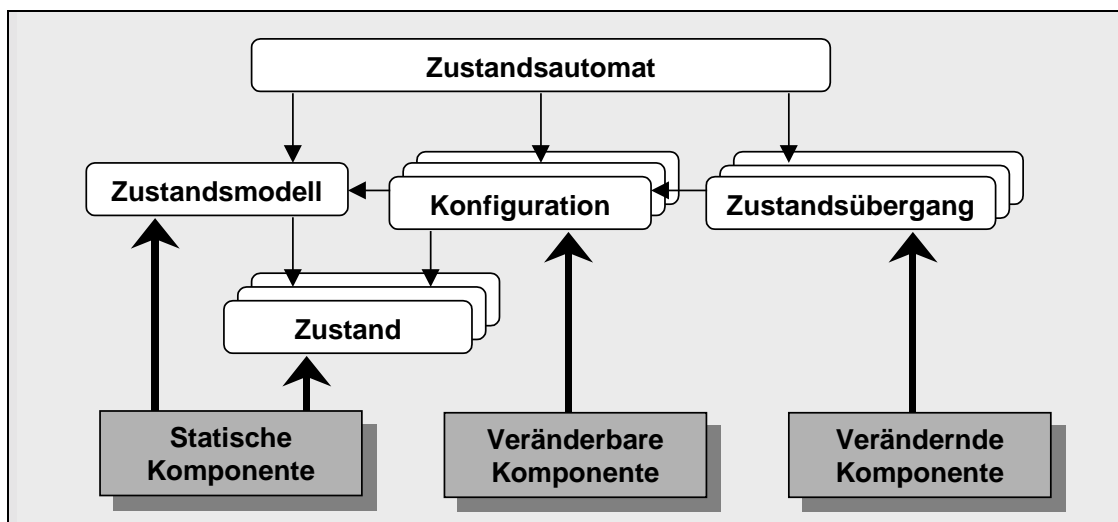 Zustandsautomat
Zustandsmodell
Konfiguration
Zustandsübergang
Zustand
Statische
Komponente
Veränderbare
Komponente
Verändernde
Komponente